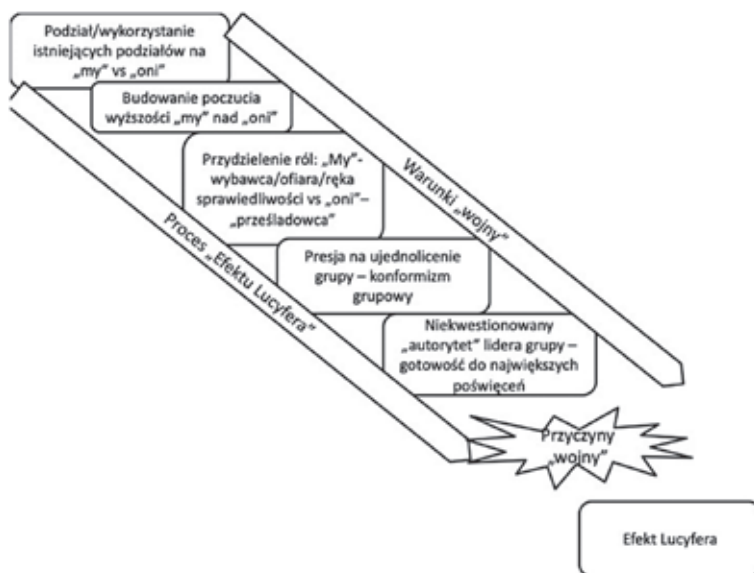 Podział/wykorzystanie
istniejących podziałów na
„my” vs „oni”
Budowanie poczucia
wyższości „my” nad „oni”
Przydzielenie ról: „My”-
wybawca/ofiara/ręka
sprawiedliwości vs „oni”–
„prześladowca”
Presja na ujednolicenie
grupy – konformizm
grupowy
Niekwestionowany
„autorytet” lidera grupy –
gotowość do największych
poświęceń
Warunki „wojny”
Proces „Efektu Lucyfera”
Przyczyny
„wojny”
Efekt Lucyfera